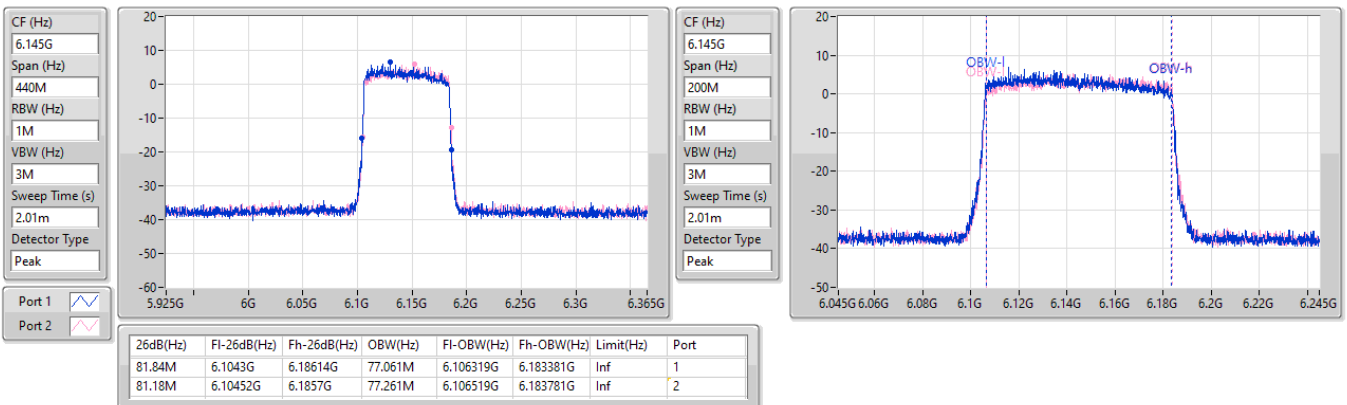 CF (Hz)
6.145G
Span (Hz)
440M
RBW (Hz)
1M
VBW (Hz)
3M
Sweep Time (s)
2.01m
Detector Type
Peak
20
10
0
-10
-20
-30
-40
-50
-60
5.925G 6G 6.05G 6.1G 6.15G 6.2G 6.25G 6.3G 6.365G
CF (Hz)
6.145G
Span (Hz)
200M
RBW (Hz)
1M
VBW (Hz)
3M
Sweep Time (s)
2.01m
Detector Type
Peak
20
10
0
-10
-20
-30
-40
-50
OBW-l
OBW-h
6.045G 6.06G 6.08G 6.1G 6.12G 6.14G 6.16G 6.18G 6.2G 6.22G 6.245G
Port 1
Port 2
26dB(Hz) Fl-26dB(Hz) Fh-26dB(Hz) OBW(Hz) Fl-OBW(Hz) Fh-OBW(Hz) Limit(Hz) Port
81.84M 6.1043G 6.18614G 77.061M 6.106319G 6.183381G Inf 1
81.18M 6.10452G 6.1857G 77.261M 6.106519G 6.183781G Inf 2